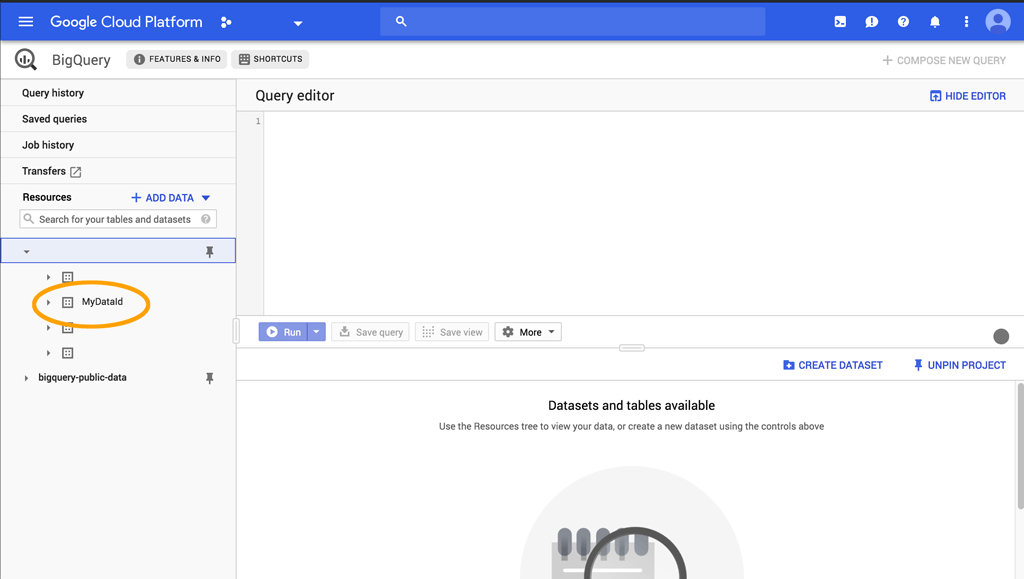 Google Cloud Platform
BigQuery
FEATURES & INFO
SHORTCUTS
COMPOSE NEW QUERY
Query history
Saved queries
Job history
Transfers
Resources
ADD DATA
Search for your tables and datasets
MyDataId
bigquery-public-data
Query editor
HIDE EDITOR
1
Run
Save query
Save view
More
CREATE DATASET
UNPIN PROJECT
Datasets and tables available
Use the Resources tree to view your data, or create a new dataset using the controls above